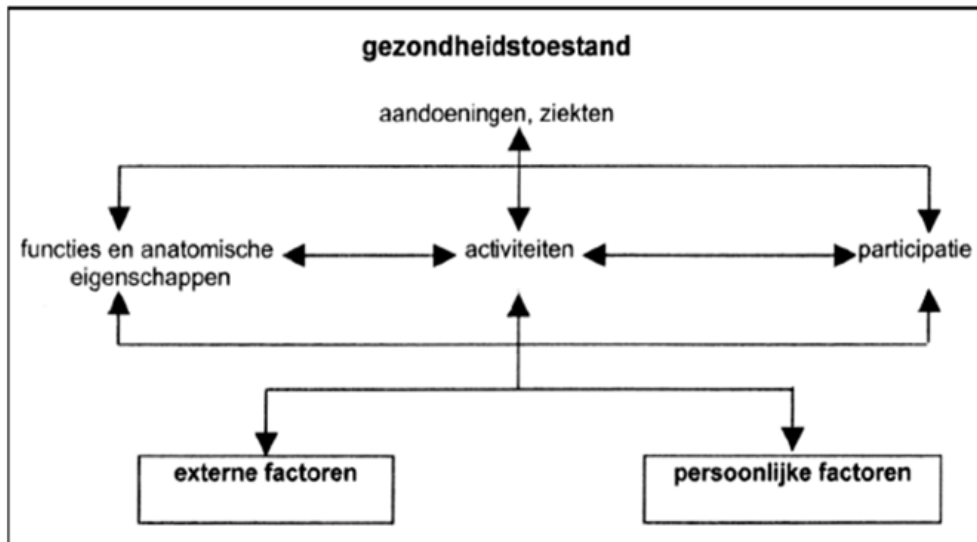 gezondheidstoestand
aandoeningen, ziekten
functies en anatomische
eigenschappen
activiteiten
participatie
externe factoren
persoonlijke factoren